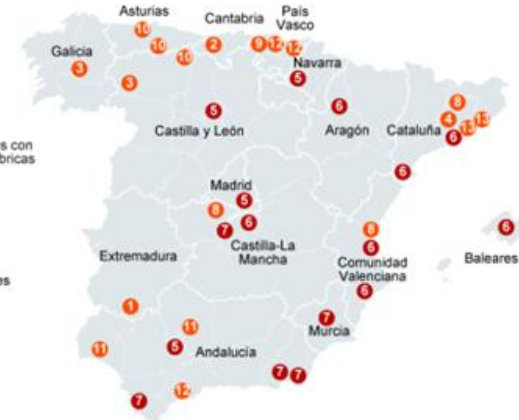 Asturias
Cantabria
País
Vasco
10
10
10
2
9
12
12
Galicia
3
3
Navarra
5
5
Castilla y León
6
Aragón
Cataluña
8
4
13
13
6
6
s con
bricas
Madrid
5
8
7
6
Castilla-La
Mancha
8
6
Comunidad
Valenciana
6
6
Baleares
Extremadura
es
1
11
11
5
Andalucía
7
Murcia
7
7
7
12